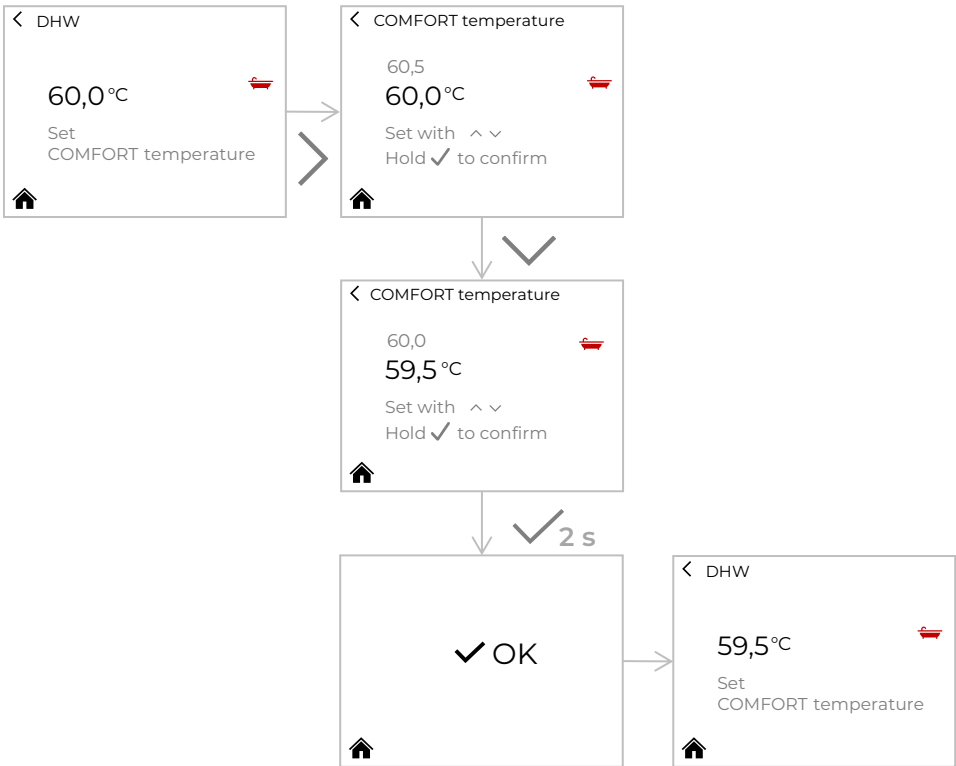 DHW
60,0 °C
Set
COMFORT temperature
COMFORT temperature
60,5
60,0 °C
Set with
Hold ✓ to confirm
COMFORT temperature
60,0
59,5 °C
Set with
Hold ✓ to confirm
2 s
✓ OK
DHW
59,5 °C
Set
COMFORT temperature